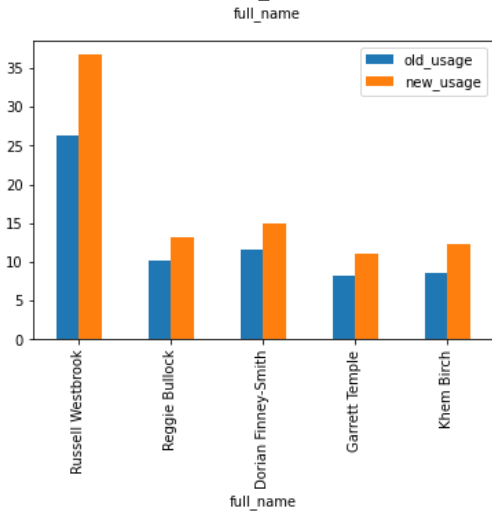 full_name
35
30
25
20
15
10
5
0
old_usage
new_usage
Russell Westbrook
Reggie Bullock
Dorian Finney-Smith
Garrett Temple
Khem Birch
full_name